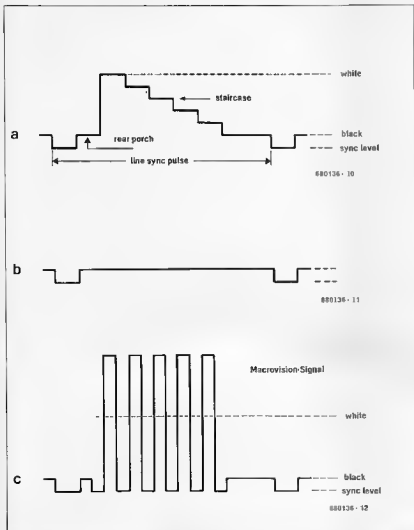 white
staircase
a
rear porch
black
line sync pulse
sync level
880136 - 10
b
880136 - 11
Macrovision-Signal
white
c
black
sync level
880136 - 12